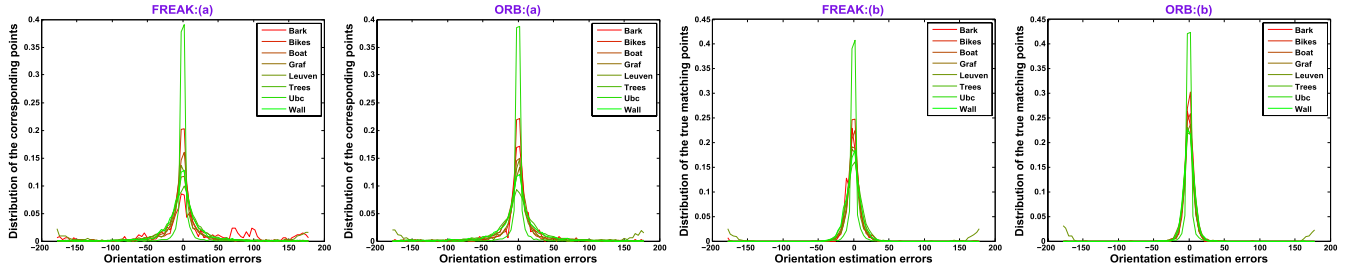 FREAK:(a)
Distribution of the corresponding points
0.4
0.35
0.3
0.25
0.2
0.15
0.1
0.05
0
−200
−150
−100
−50
0
50
100
150
200
Orientation estimation errors
Bark
Bikes
Boat
Graf
Leuven
Trees
Ubc
Wall
ORB:(a)
Distribution of the corresponding points
0.4
0.35
0.3
0.25
0.2
0.15
0.1
0.05
0
−200
−150
−100
−50
0
50
100
150
200
Orientation estimation errors
Bark
Bikes
Boat
Graf
Leuven
Trees
Ubc
Wall
FREAK:(b)
Distribution of the true matching points
0.45
0.4
0.35
0.3
0.25
0.2
0.15
0.1
0.05
0
−200
−150
−100
−50
0
50
100
150
200
Orientation estimation errors
Bark
Bikes
Boat
Graf
Leuven
Trees
Ubc
Wall
ORB:(b)
Distribution of the true matching points
0.45
0.4
0.35
0.3
0.25
0.2
0.15
0.1
0.05
0
−200
−150
−100
−50
0
50
100
150
200
Orientation estimation errors
Bark
Bikes
Boat
Graf
Leuven
Trees
Ubc
Wall